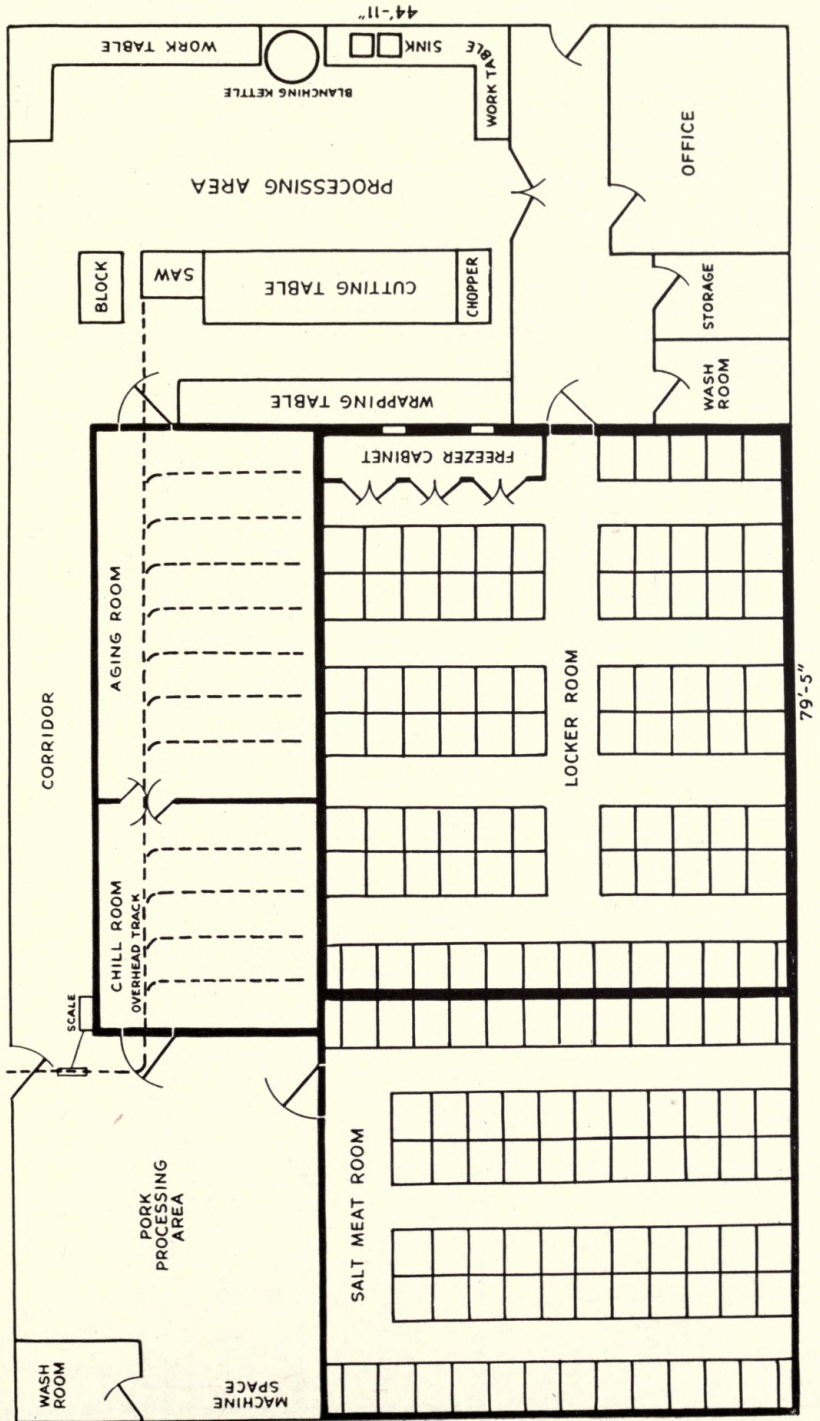 44'-11"
WORK TABLE
SINK
WORK TABLE
BLANCHING KETTLE
PROCESSING AREA
OFFICE
BLOCK
SAW
CUTTING TABLE
CHOPPER
STORAGE
WRAPPING TABLE
WASH
ROOM
FREEZER CABINET
AGING ROOM
CORRIDOR
LOCKER ROOM
79'-5"
CHILL ROOM
OVERHEAD TRACK
SCALE
PORK
PROCESSING
AREA
SALT MEAT ROOM
WASH
ROOM
MACHINE
SPACE